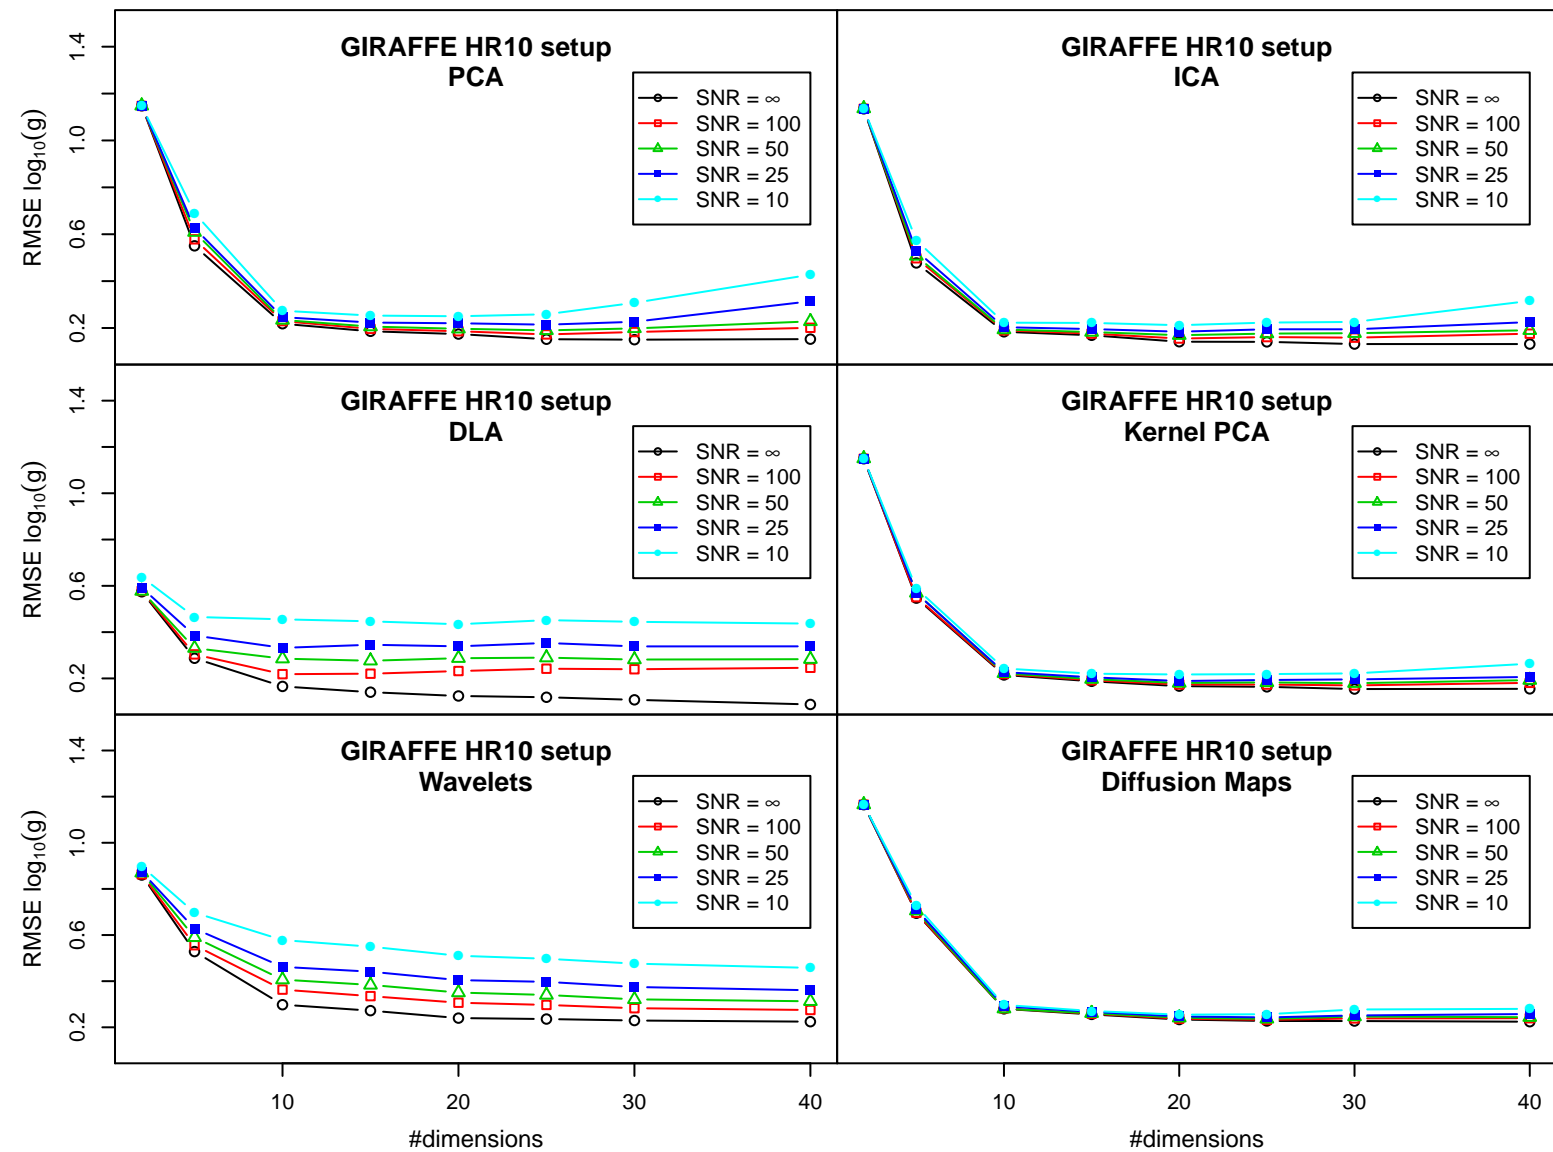 GIRAFFE HR10 setup
PCA
SNR = ∞
SNR = 100
SNR = 50
SNR = 25
SNR = 10
RMSE log₁₀(g)
1.4
1.0
0.6
0.2
GIRAFFE HR10 setup
ICA
SNR = ∞
SNR = 100
SNR = 50
SNR = 25
SNR = 10
GIRAFFE HR10 setup
DLA
SNR = ∞
SNR = 100
SNR = 50
SNR = 25
SNR = 10
RMSE log₁₀(g)
1.4
1.0
0.6
0.2
GIRAFFE HR10 setup
Kernel PCA
SNR = ∞
SNR = 100
SNR = 50
SNR = 25
SNR = 10
GIRAFFE HR10 setup
Wavelets
SNR = ∞
SNR = 100
SNR = 50
SNR = 25
SNR = 10
RMSE log₁₀(g)
1.4
1.0
0.6
0.2
10 20 30 40
#dimensions
GIRAFFE HR10 setup
Diffusion Maps
SNR = ∞
SNR = 100
SNR = 50
SNR = 25
SNR = 10
10 20 30 40
#dimensions